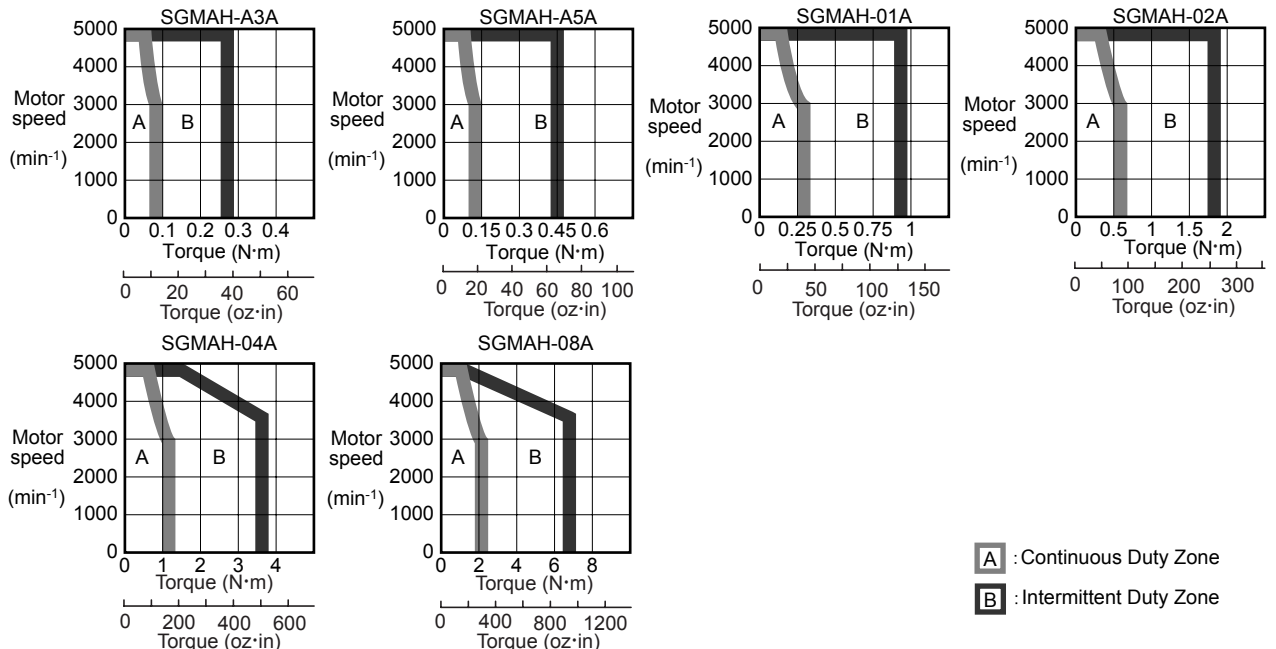 SGMAH-A3A
5000
4000
3000
2000
1000
0
Motor
speed
(min-1)
A
B
0.1 0.2 0.3 0.4
Torque (N·m)
0 20 40 60
Torque (oz·in)
SGMAH-A5A
5000
4000
3000
2000
1000
0
Motor
speed
(min-1)
A
B
0.15 0.3 0.45 0.6
Torque (N·m)
0 20 40 60 80 100
Torque (oz·in)
SGMAH-01A
5000
4000
3000
2000
1000
0
Motor
speed
(min-1)
A
B
0 0.25 0.5 0.75 1
Torque (N·m)
0 50 100 150
Torque (oz·in)
SGMAH-02A
5000
4000
3000
2000
1000
0
Motor
speed
(min-1)
A
B
0 0.5 1 1.5 2
Torque (N·m)
0 100 200 300
Torque (oz·in)
SGMAH-04A
5000
4000
3000
2000
1000
0
Motor
speed
(min-1)
A
B
0 1 2 3 4
Torque (N·m)
0 200 400 600
Torque (oz·in)
SGMAH-08A
5000
4000
3000
2000
1000
0
Motor
speed
(min-1)
A
B
0 2 4 6 8
Torque (N·m)
0 400 800 1200
Torque (oz·in)
A : Continuous Duty Zone
B : Intermittent Duty Zone